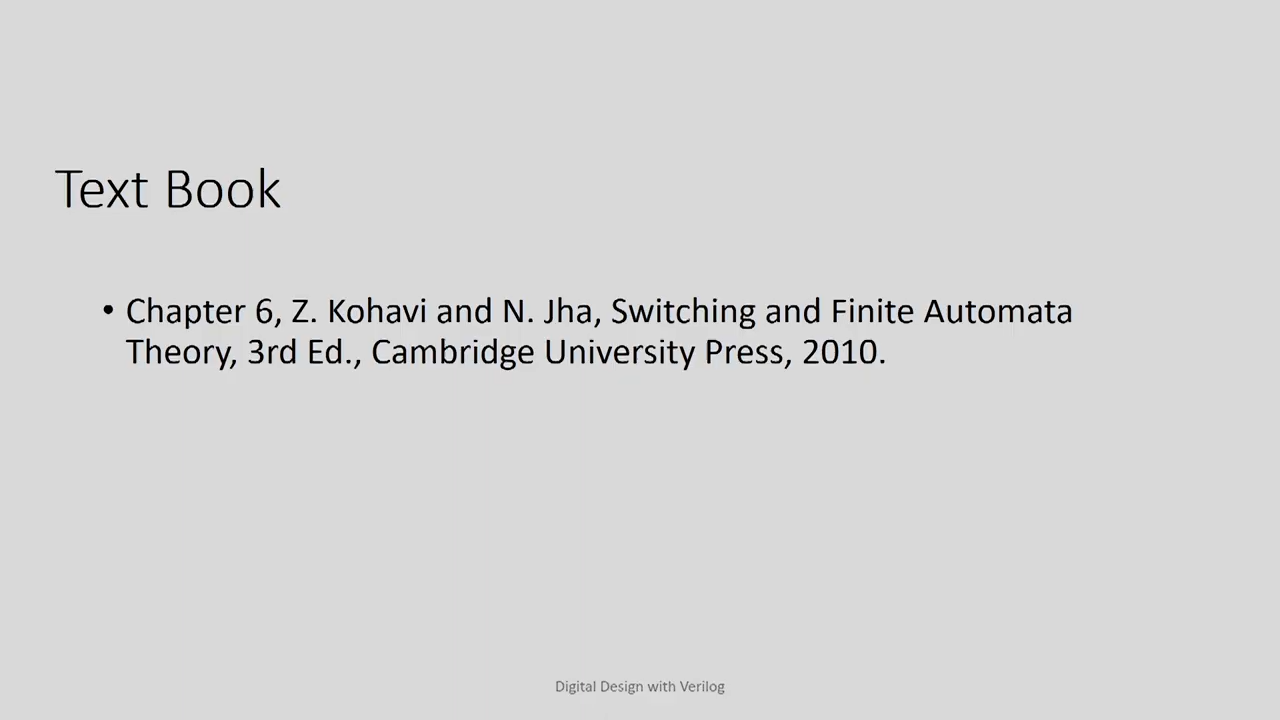 Text Book
• Chapter 6, Z. Kohavi and N. Jha, Switching and Finite Automata
Theory, 3rd Ed., Cambridge University Press, 2010.
Digital Design with Verilog